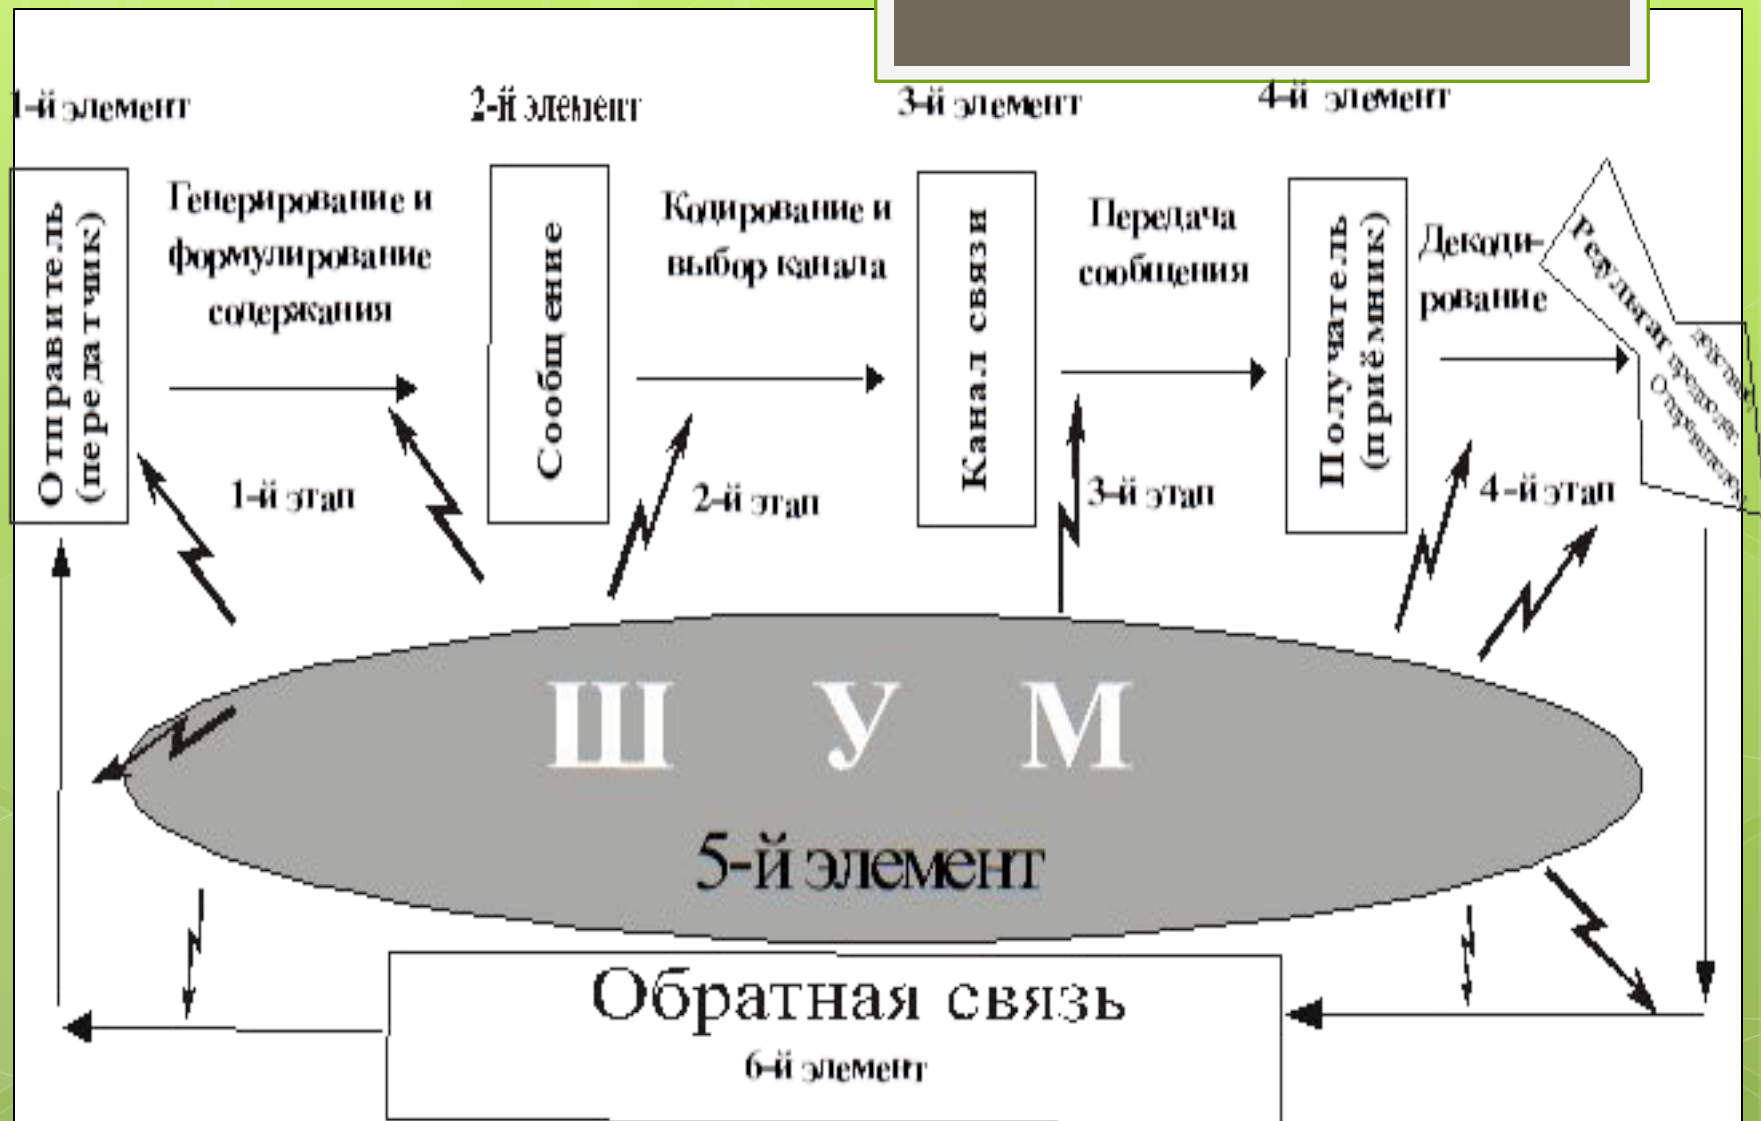 1-й элемент
2-й элемент
3-й элемент
4-й элемент
Отправитель
(передатчик)
Генерирование и
формулирование
содержания
1-й этап
Сообщение
Кодирование и
выбор канала
2-й этап
Канал связи
Передача
сообщения
3-й этап
Получатель
(приёмник)
Декоди-
рование
4-й этап
Результат
ШУМ
5-й элемент
Обратная связь
6-й элемент